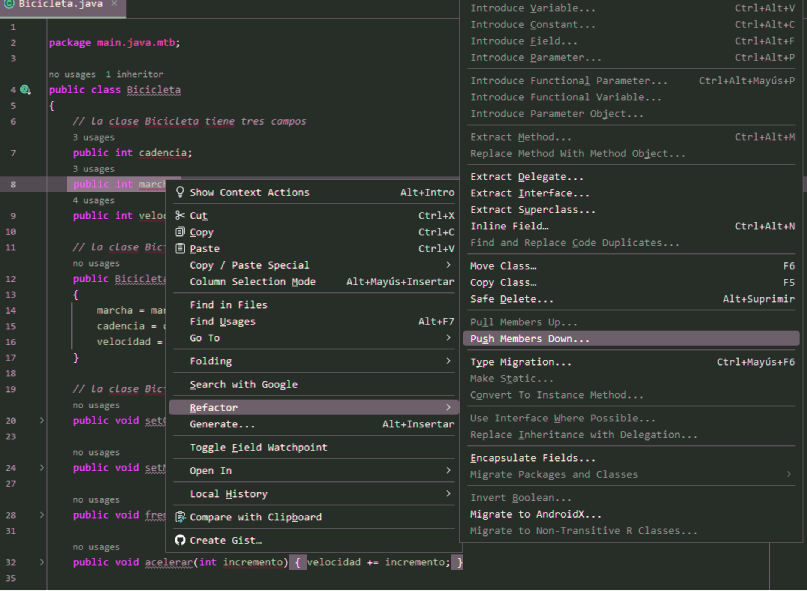 Bicicleta.java ×
1
2 package main.java.mtb;
3
no usages 1 inheritor
4 public class Bicicleta
5 {
6 // la clase Bicicleta tiene tres campos
3 usages
7 public int cadencia;
3 usages
8 public int march
4 usages
9 public int veloc
10
11 // la clase Bic
no usages
12 public Bicicleta
13 {
14 marcha = mar
15 cadencia =
16 velocidad =
17 }
18
19 // La clase Bic
no usages
20 public void set
23
no usages
24 public void set
27
no usages
28 public void fre
31
no usages
32 public void acelerar(int incremento) { velocidad += incremento; }
35
Show Context Actions Alt+Intro
Cut Ctrl+X
Copy Ctrl+C
Paste Ctrl+V
Copy / Paste Special
Column Selection Mode Alt+Mayús+Insertar
Find in Files
Find Usages Alt+F7
Go To
Folding
Search with Google
Refactor
Generate... Alt+Insertar
Toggle Field Watchpoint
Open In
Local History
Compare with Clipboard
Create Gist...
Introduce Variable... Ctrl+Alt+V
Introduce Constant... Ctrl+Alt+C
Introduce Field... Ctrl+Alt+F
Introduce Parameter... Ctrl+Alt+P
Introduce Functional Parameter... Ctrl+Alt+Mayús+P
Introduce Functional Variable...
Introduce Parameter Object...
Extract Method... Ctrl+Alt+M
Replace Method With Method Object...
Extract Delegate...
Extract Interface...
Extract Superclass...
Inline Field... Ctrl+Alt+N
Find and Replace Code Duplicates...
Move Class... F6
Copy Class... F5
Safe Delete... Alt+Suprimir
Pull Members Up...
Push Members Down...
Type Migration... Ctrl+Mayús+F6
Make Static...
Convert To Instance Method...
Use Interface Where Possible...
Replace Inheritance with Delegation...
Encapsulate Fields...
Migrate Packages and Classes
Invert Boolean...
Migrate to AndroidX...
Migrate to Non-Transitive R Classes...